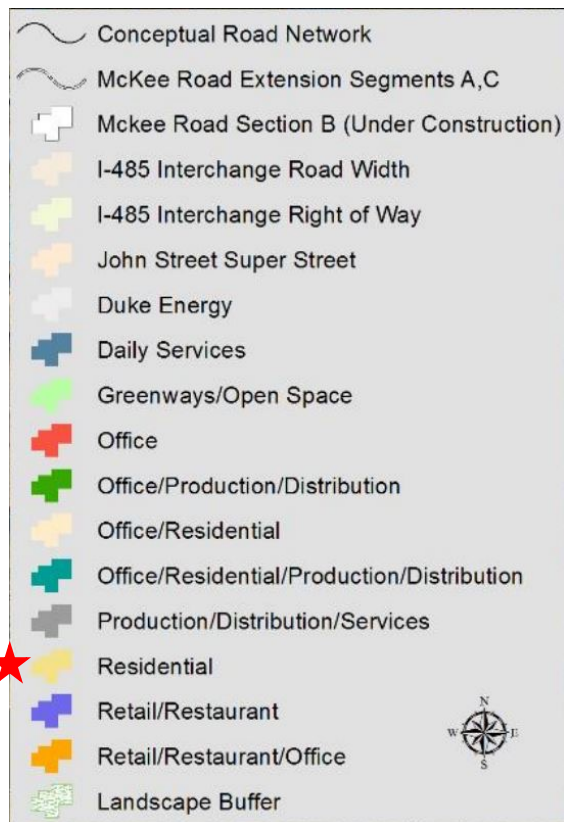 Conceptual Road Network
McKee Road Extension Segments A,C
Mckee Road Section B (Under Construction)
I-485 Interchange Road Width
I-485 Interchange Right of Way
John Street Super Street
Duke Energy
Daily Services
Greenways/Open Space
Office
Office/Production/Distribution
Office/Residential
Office/Residential/Production/Distribution
Production/Distribution/Services
Residential
Retail/Restaurant
N
W E
S
Retail/Restaurant/Office
Landscape Buffer